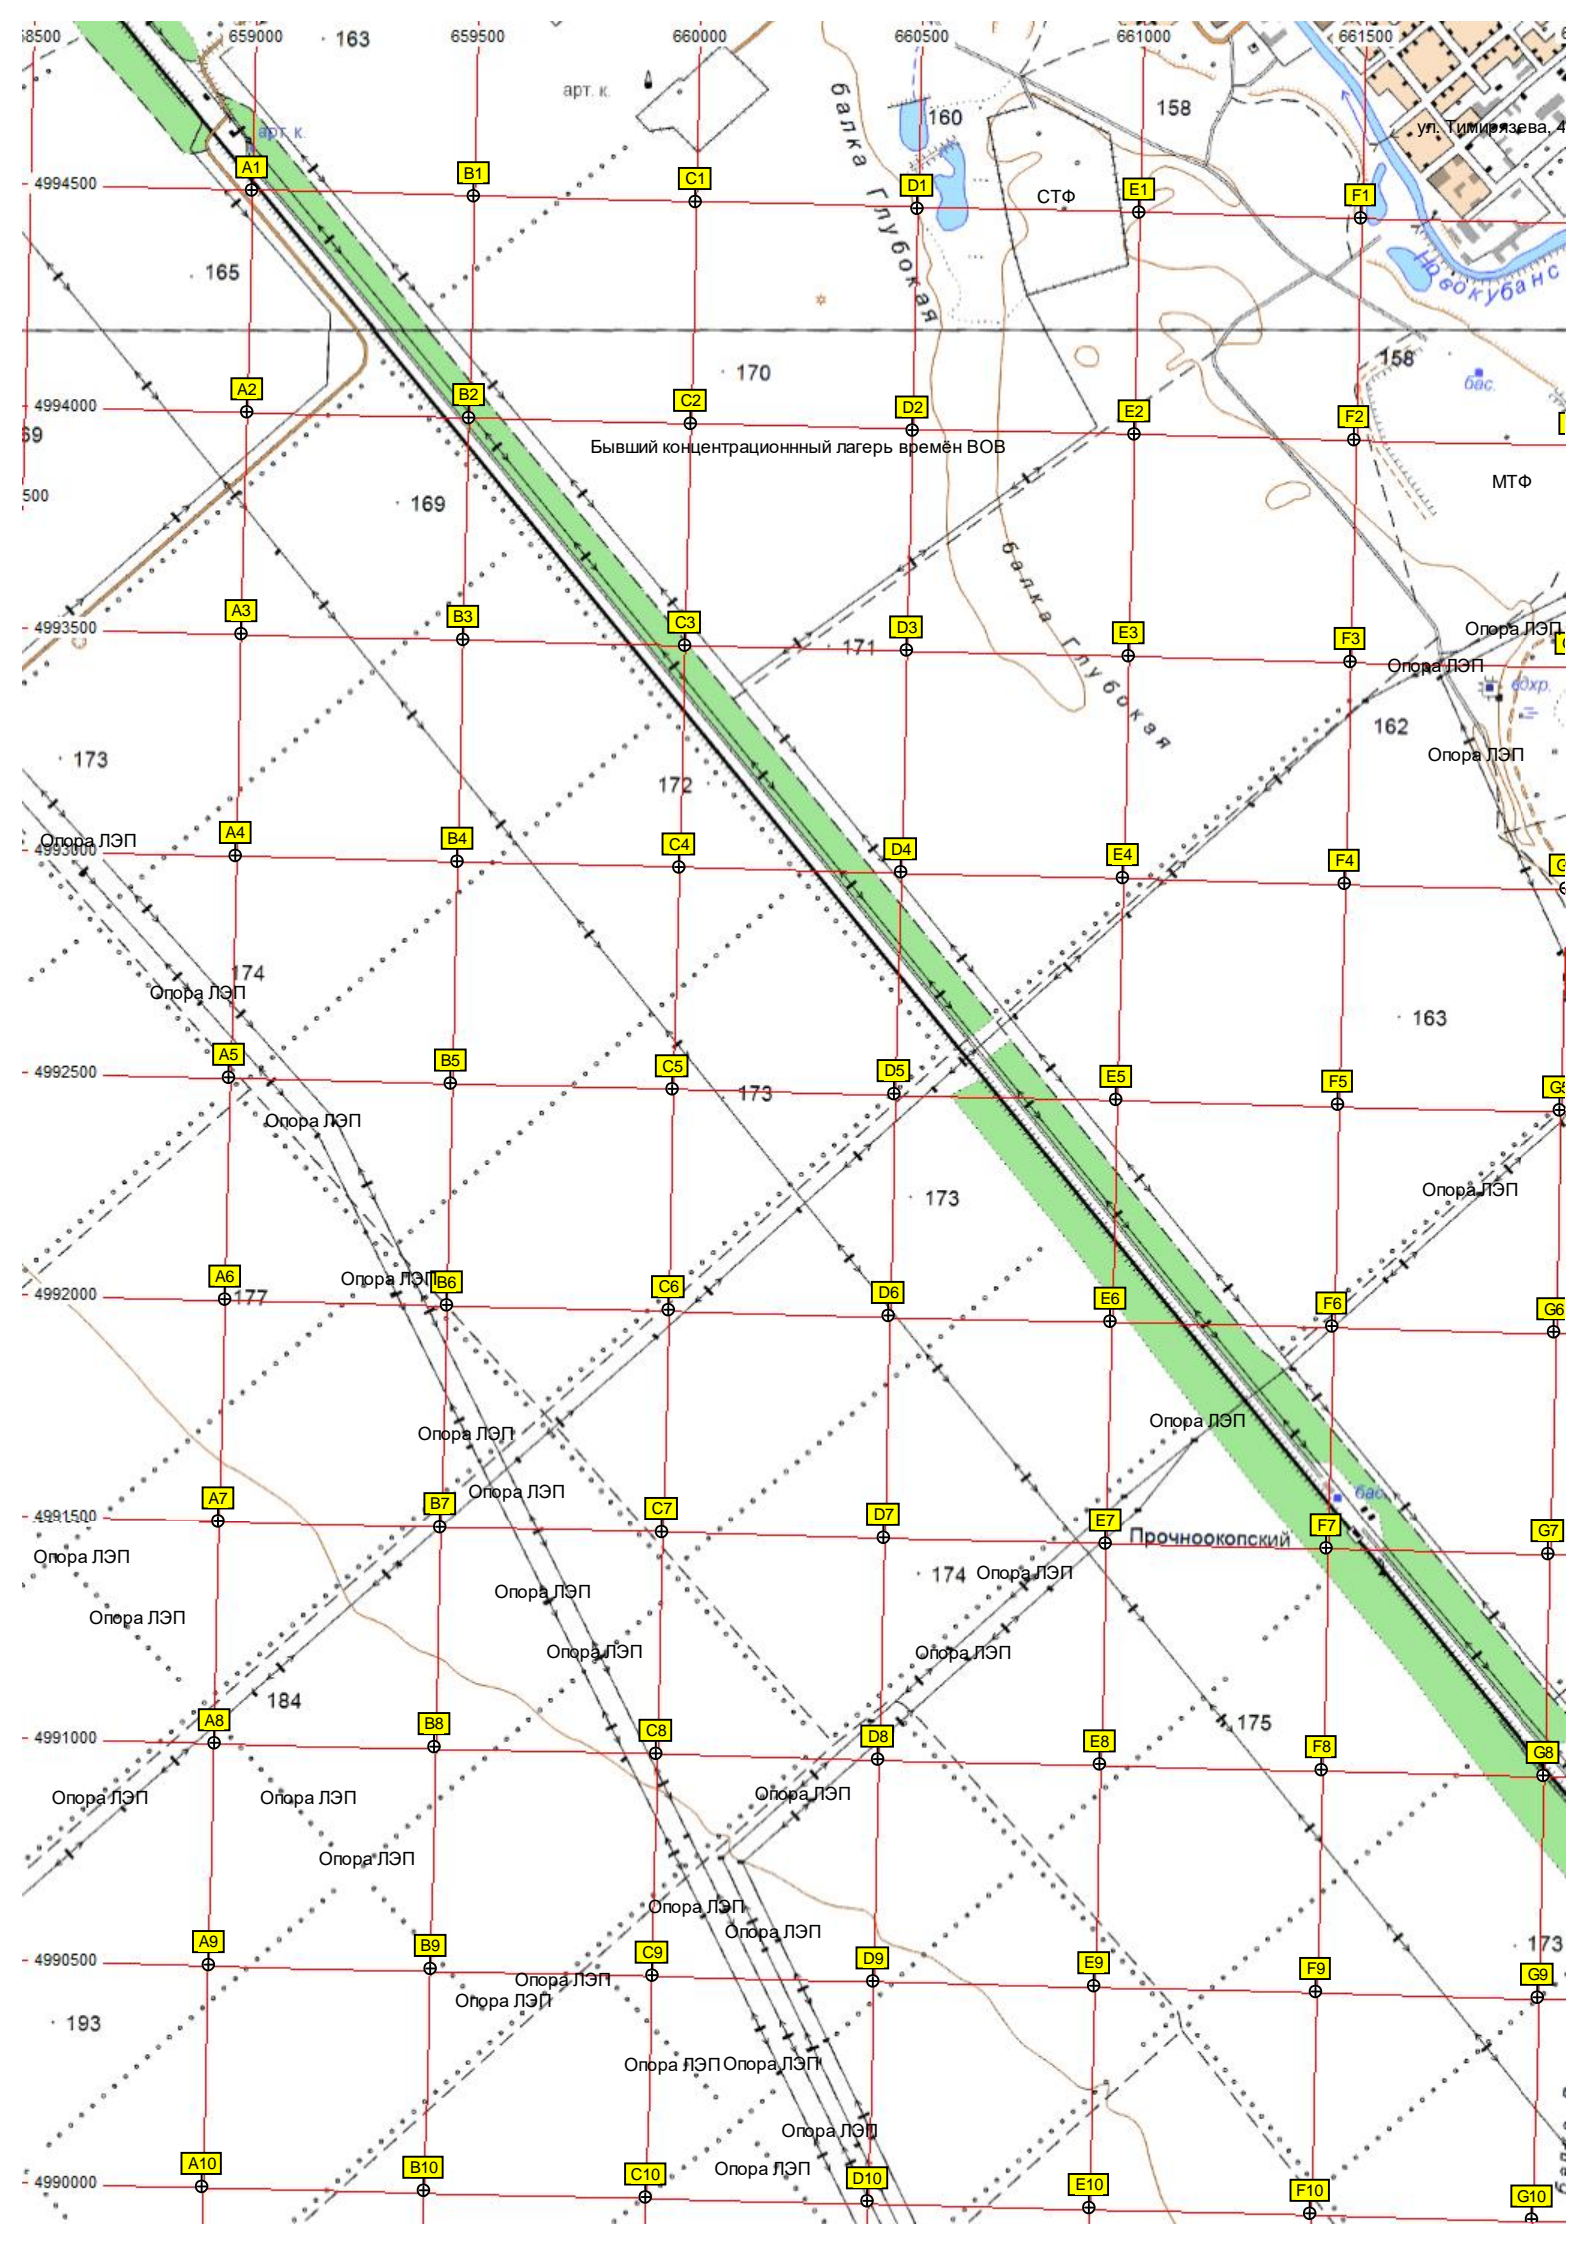 58500 659000 163 659500 660000 660500 661000 661500
арт. к.
160
158
ул. Тимирязева, 4
арт. к.
балка Глубокая
СТФ
4994500 A1 B1 C1 D1 E1 F1
165
Новокубанс
170
158
бас.
4994000 A2 B2 C2 D2 E2 F2
69
Бывший концентрационнный лагерь времён ВОВ
МТФ
500
169
балка Глубокая
4993500 A3 B3 C3 D3 E3 F3
Опора ЛЭП
171
Опора ЛЭП
вдхр.
162
173
Опора ЛЭП
172
Опора ЛЭП
4993000 A4 B4 C4 D4 E4 F4 G
174
Опора ЛЭП
163
4992500 A5 B5 C5 D5 E5 F5 G5
173
Опора ЛЭП
173
Опора ЛЭП
Опора ЛЭП
4992000 A6 B6 C6 D6 E6 F6 G6
177
Опора ЛЭП
Опора ЛЭП
Опора ЛЭП
бас.
4991500 A7 B7 C7 D7 E7 F7 G7
Прочноокопский
Опора ЛЭП
174
Опора ЛЭП
Опора ЛЭП
Опора ЛЭП
Опора ЛЭП
Опора ЛЭП
184
175
4991000 A8 B8 C8 D8 E8 F8 G8
Опора ЛЭП
Опора ЛЭП
Опора ЛЭП
Опора ЛЭП
Опора ЛЭП
Опора ЛЭП
173
4990500 A9 B9 C9 D9 E9 F9 G9
Опора ЛЭП
Опора ЛЭП
193
Опора ЛЭП
Опора ЛЭП
Опора ЛЭП
Опора ЛЭП
4990000 A10 B10 C10 D10 E10 F10 G10